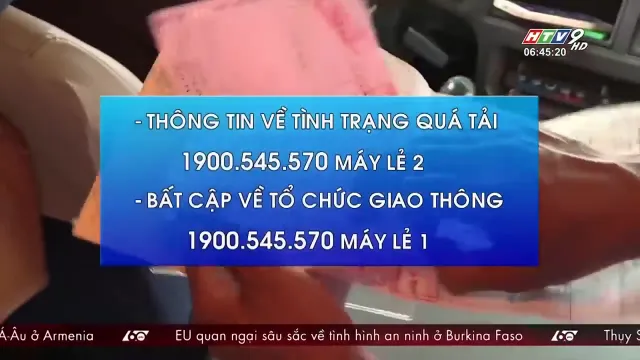 HTV9 HD
06:45:20
- THÔNG TIN VỀ TÌNH TRẠNG QUÁ TẢI
1900.545.570 MÁY LẺ 2
- BẤT CẬP VỀ TỔ CHỨC GIAO THÔNG
1900.545.570 MÁY LẺ 1
Á-Âu ở Armenia 60 EU quan ngại sâu sắc về tình hình an ninh ở Burkina Faso 60 Thụy S